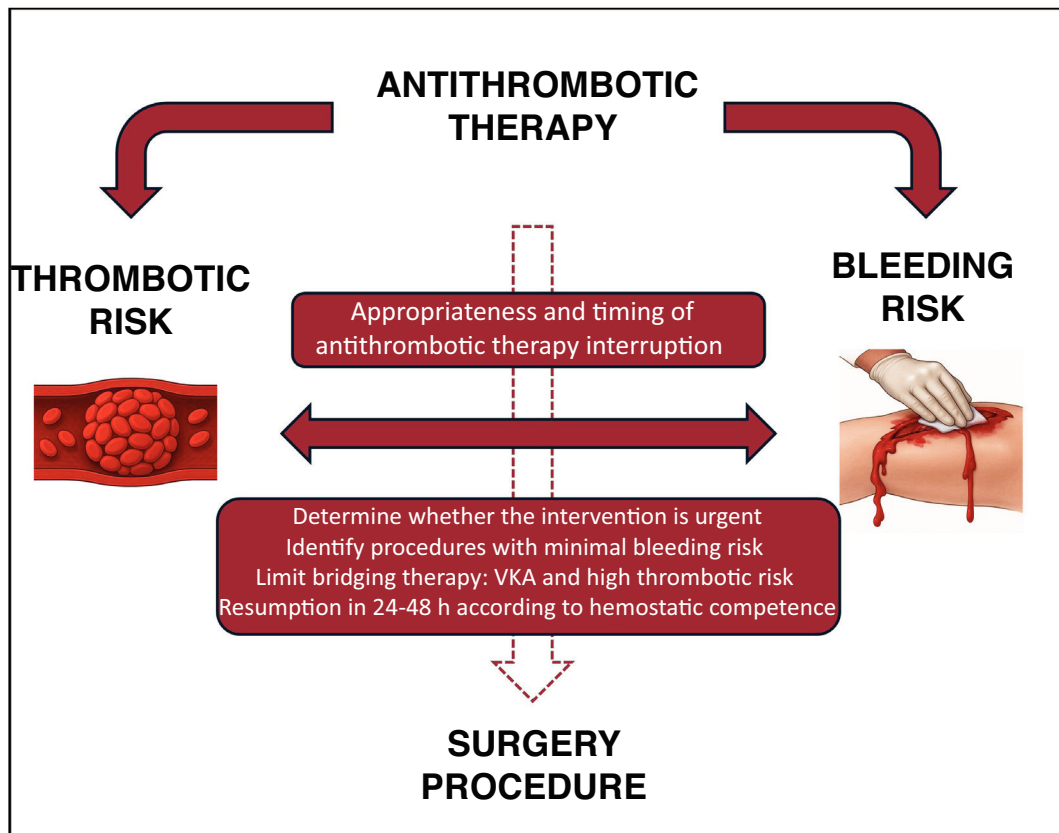 ANTITHROMBOTIC
THERAPY
THROMBOTIC
RISK
BLEEDING
RISK
Appropriateness and timing of
antithrombotic therapy interruption
Determine whether the intervention is urgent
Identify procedures with minimal bleeding risk
Limit bridging therapy: VKA and high thrombotic risk
Resumption in 24-48 h according to hemostatic competence
SURGERY
PROCEDURE